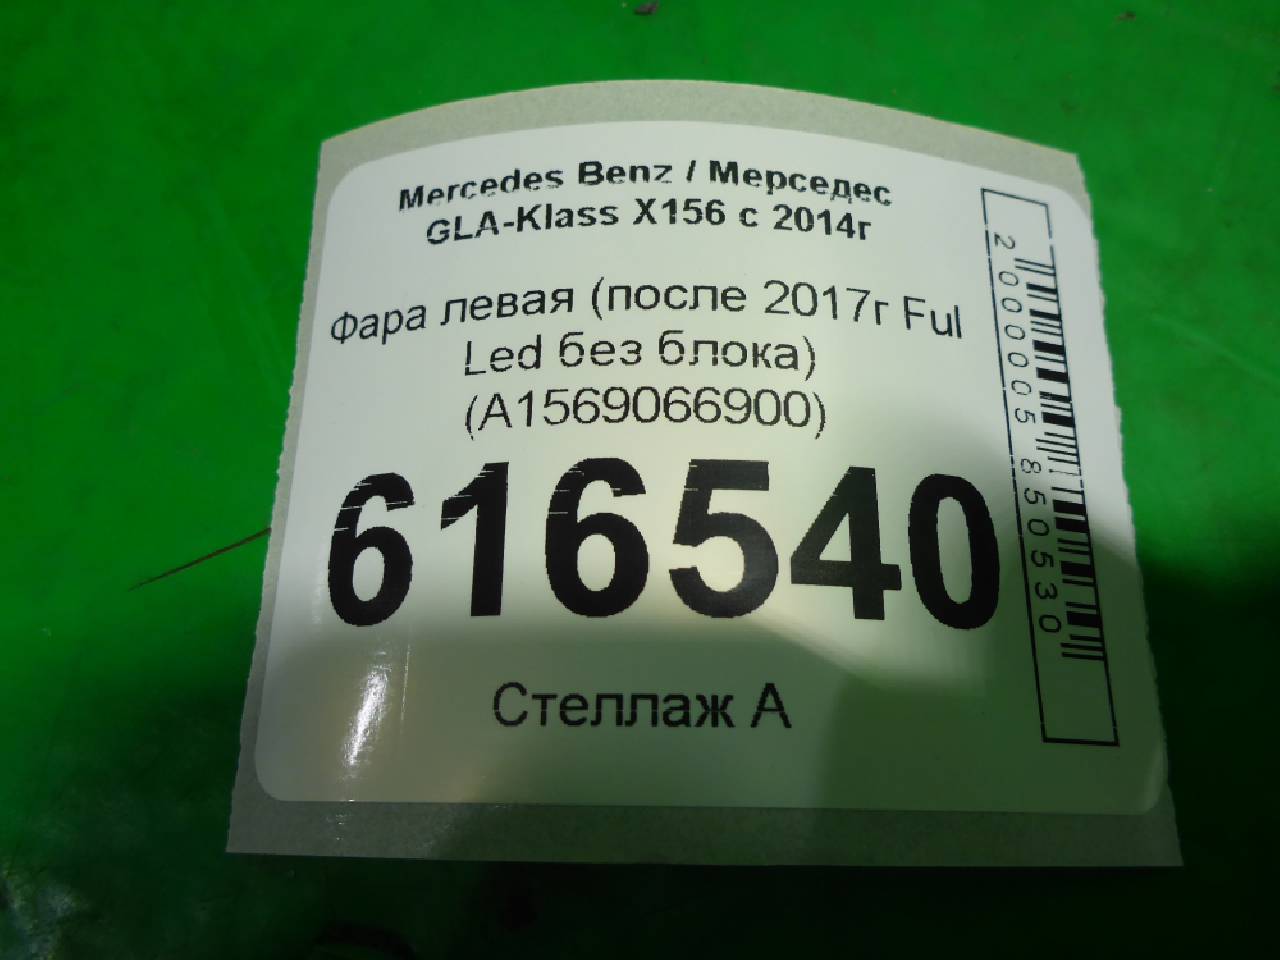 Mercedes Benz / Мерседес
GLA-Klass X156 с 2014г
Фара левая (после 2017г Ful
Led без блока)
(A1569066900)
616540
Стеллаж А
2000005850530